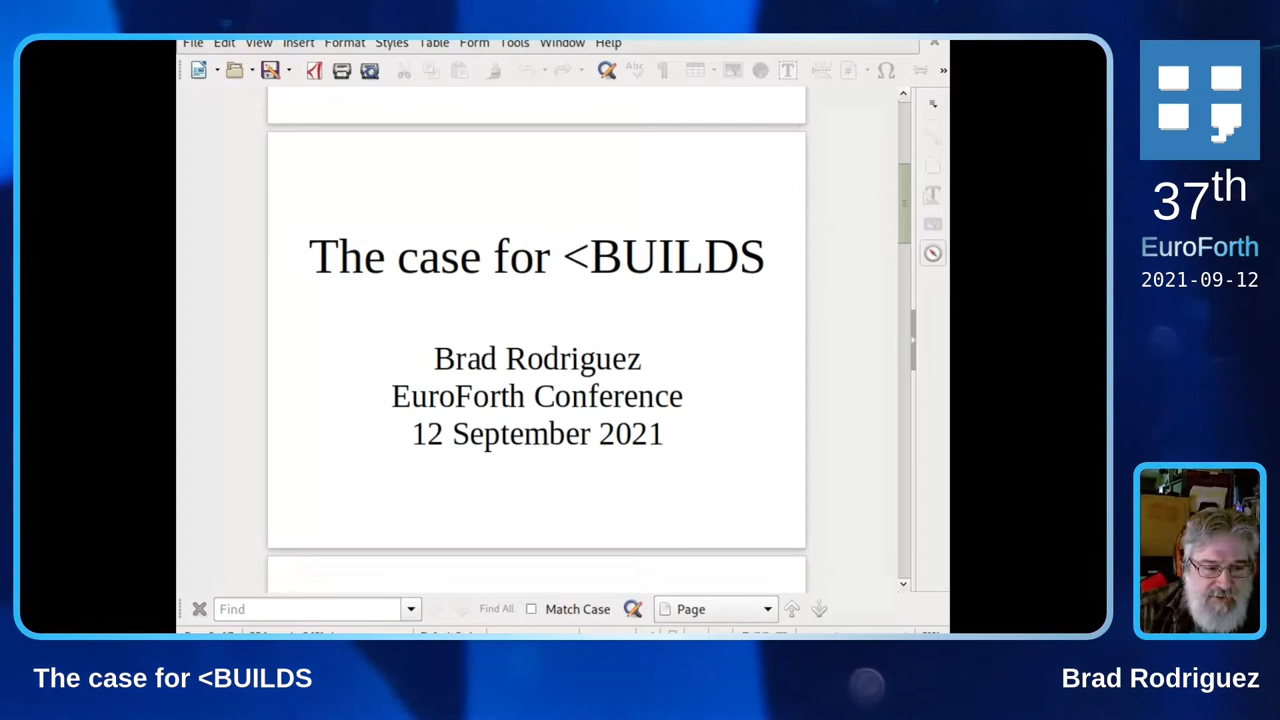 File Edit View Insert Format Styles Table Form Tools Window Help
The case for <BUILDS
Brad Rodriguez
EuroForth Conference
12 September 2021
Find
Find All
Match Case
Page
37th
EuroForth
2021-09-12
The case for <BUILDS
Brad Rodriguez